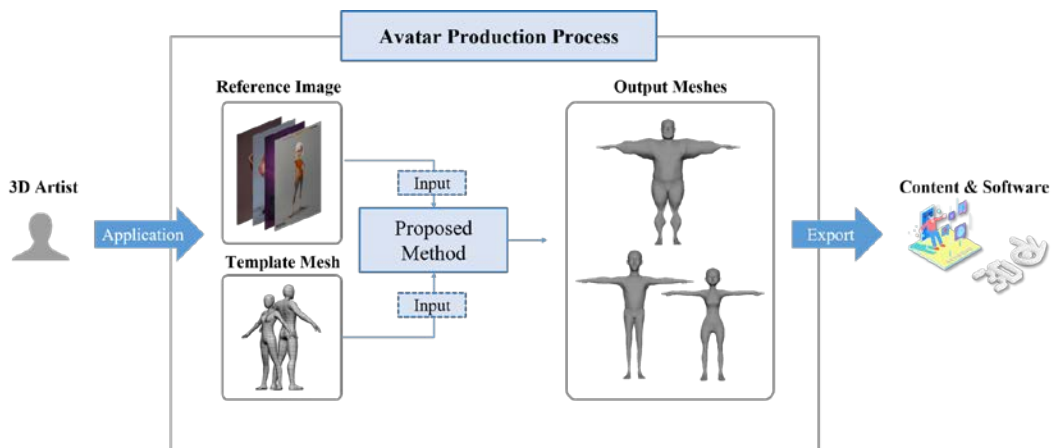 Avatar Production Process
Reference Image
Output Meshes
3D Artist
Input
Content & Software
Application
Proposed
Method
Export
Template Mesh
Input